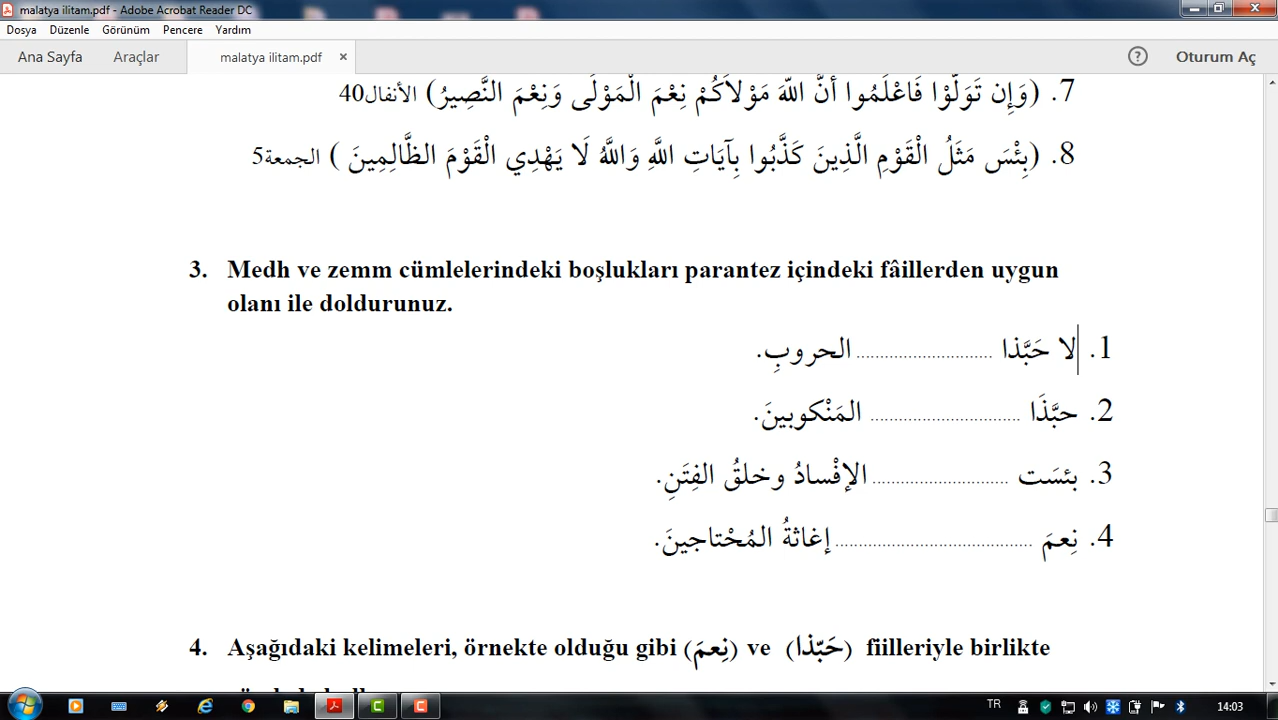 malatya ilitam.pdf - Adobe Acrobat Reader DC
Dosya Düzenle Görünüm Pencere Yardım
Ana Sayfa Araçlar malatya ilitam.pdf × ? Oturum Aç
7. (وَإِن تَوَلَّوْا فَاعْلَمُوا أَنَّ اللّهَ مَوْلاَكُمْ نِعْمَ الْمَوْلَى وَنِعْمَ النَّصِيرُ) الأنفال40
8. (بِئْسَ مَثَلُ الْقَوْمِ الَّذِينَ كَذَّبُوا بِآيَاتِ اللَّهِ وَاللَّهُ لَا يَهْدِي الْقَوْمَ الظَّالِمِينَ ) الجمعة5
3. Medh ve zemm cümlelerindeki boşlukları parantez içindeki fâillerden uygun
olanı ile doldurunuz.
1. لا حَبَّذا ............................ الحروبِ.
2. حبَّذَا ............................... المَنْكوبينَ.
3. بئسَت ............................ الإفْسادُ وخلقُ الفِتَنِ.
4. نِعمَ ......................................... إغاثةُ المُحْتاجينَ.
4. Aşağıdaki kelimeleri, örnekte olduğu gibi (نِعمَ) ve (حَبّذا) fiilleriyle birlikte
TR 14:03